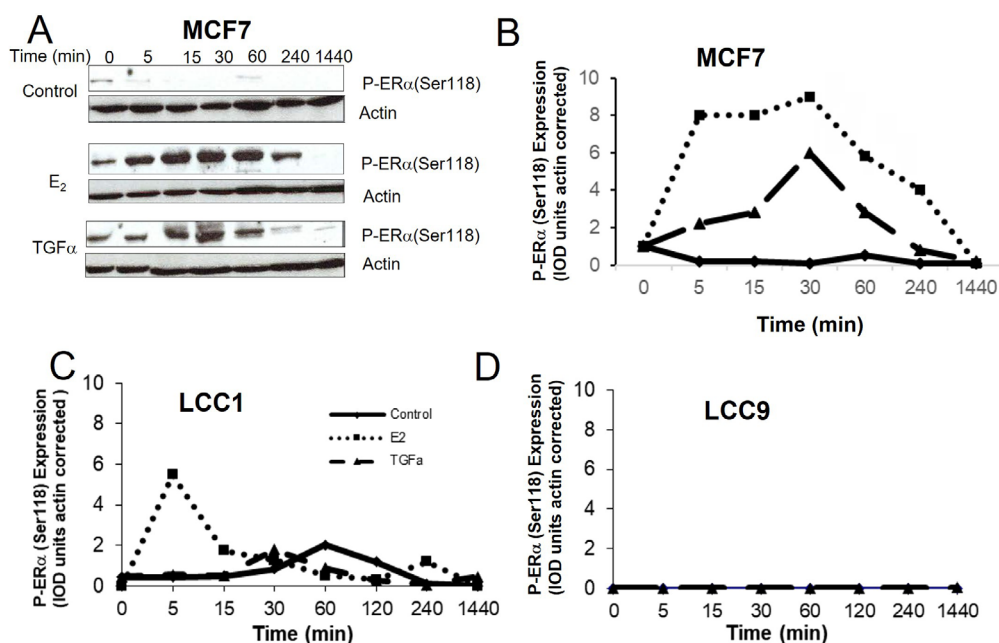 A
MCF7
Time (min) 0 5 15 30 60 240 1440
Control
P-ERα(Ser118)
Actin
E2
P-ERα(Ser118)
Actin
TGFα
P-ERα(Ser118)
Actin
B
MCF7
P-ERα (Ser118) Expression
(IOD units actin corrected)
10
8
6
4
2
0
0 5 15 30 60 240 1440
Time (min)
C
LCC1
P-ERα (Ser118) Expression
(IOD units actin corrected )
10
8
6
4
2
0
Control
E2
TGFa
0 5 15 30 60 120 240 1440
Time (min)
D
LCC9
P-ERα (Ser118) Expression
(IOD units actin corrected)
10
8
6
4
2
0
0 5 15 30 60 120 240 1440
Time (min)